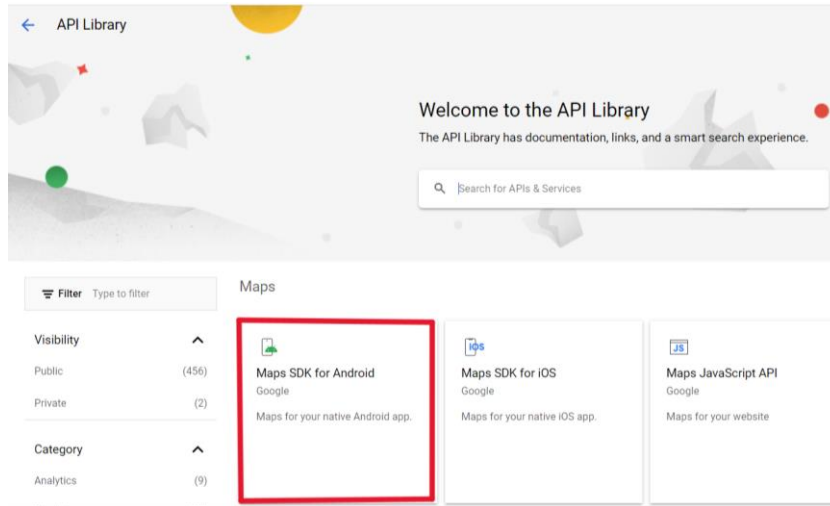 API Library
Welcome to the API Library
The API Library has documentation, links, and a smart search experience.
Search for APIs & Services
Filter Type to filter
Visibility
Public (456)
Private (2)
Category
Analytics (9)
Maps
Maps SDK for Android
Google
Maps for your native Android app.
iOS
Maps SDK for iOS
Google
Maps for your native iOS app.
JS
Maps JavaScript API
Google
Maps for your website